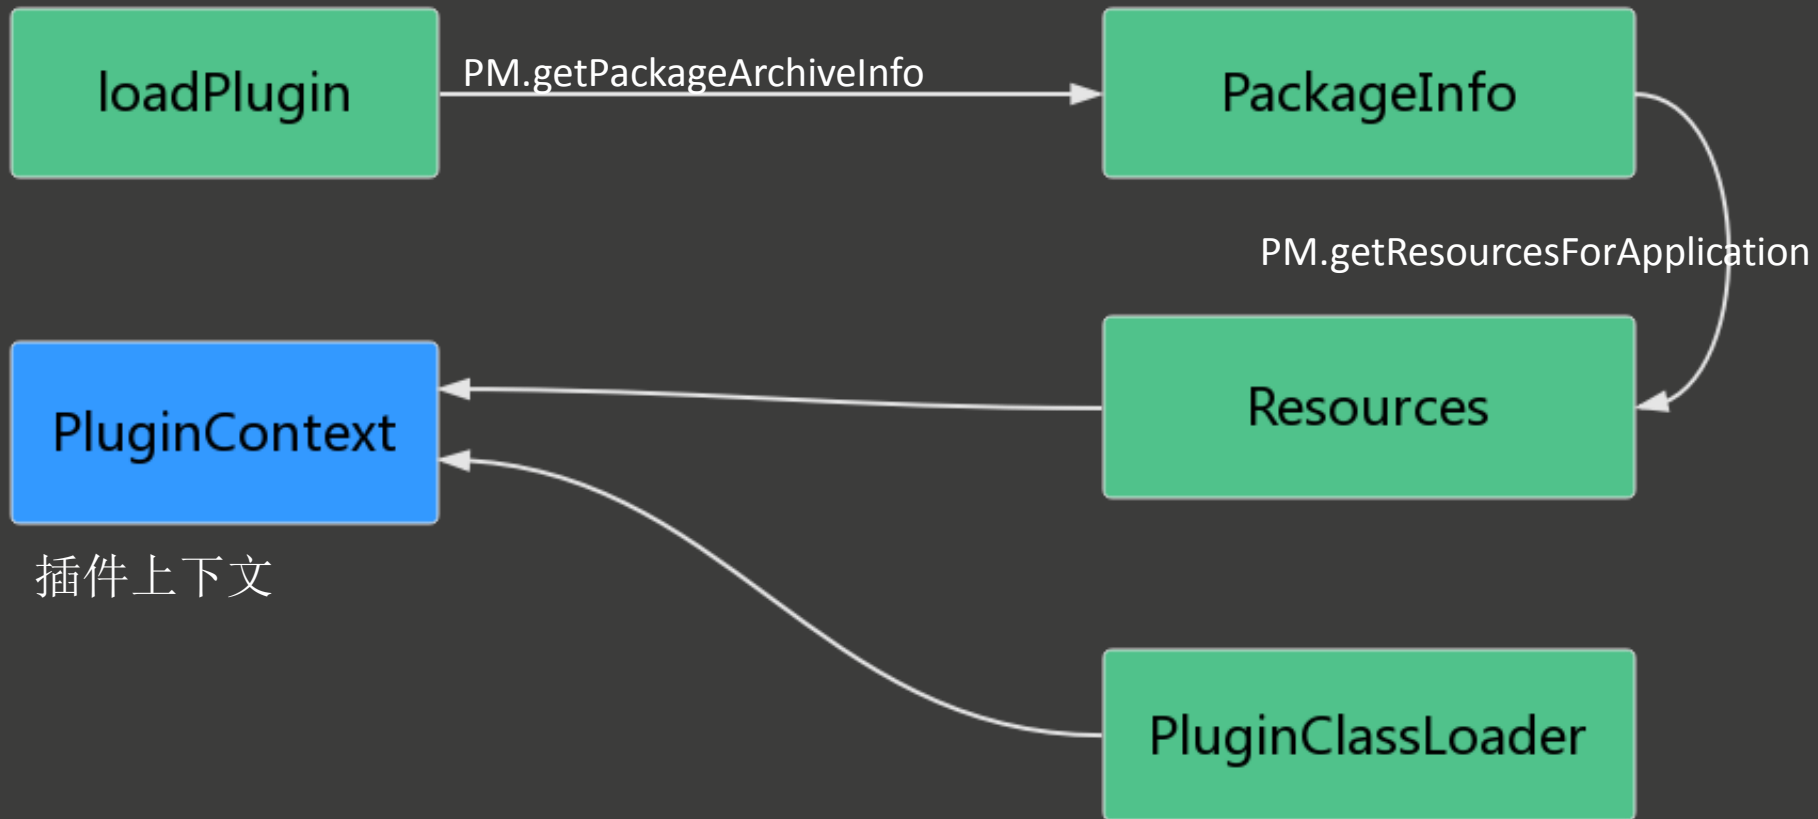 loadPlugin
PM.getPackageArchiveInfo
PackageInfo
PM.getResourcesForApplication
Resources
PluginContext
插件上下文
PluginClassLoader